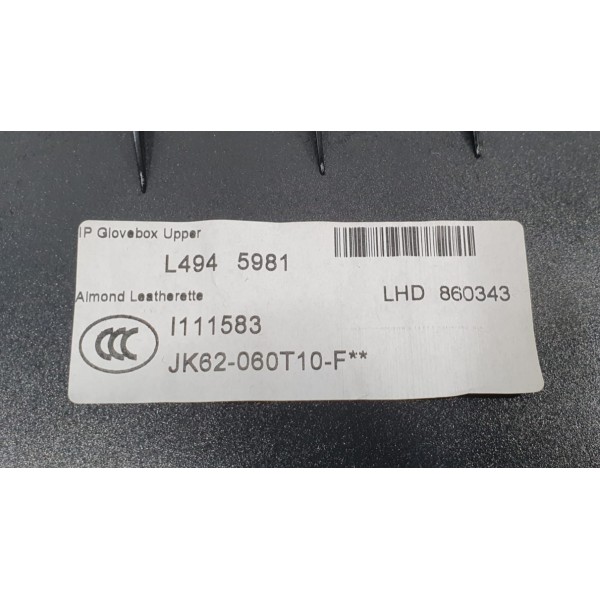 IP Glovebox Upper
L494 5981
Almond Leatherette
LHD 860343
CCC
I111583
JK62-060T10-F**